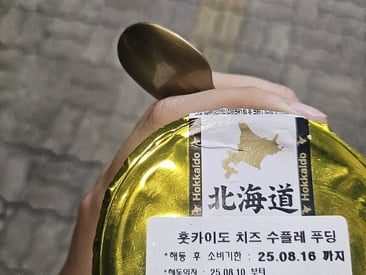 Hokkaido
Hokkaido
北海道
홋카이도 치즈 수플레 푸딩
*해동 후 소비기한 : 25.08.16 까지
*해동의자 : 25.08.10 부터